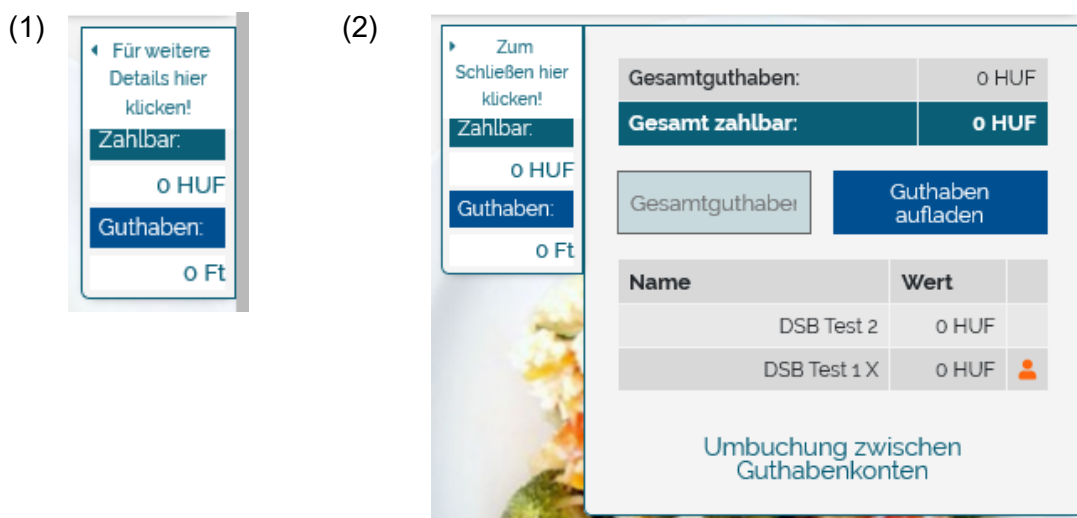 (1)
Für weitere
Details hier
klicken!
Zahlbar:
0 HUF
Guthaben:
0 Ft
(2)
Zum
Schließen hier
klicken!
Zahlbar:
0 HUF
Guthaben:
0 Ft
Gesamtguthaben: 0 HUF
Gesamt zahlbar: 0 HUF
Gesamtguthaben
Guthaben
aufladen
Name Wert
DSB Test 2 0 HUF
DSB Test 1 X 0 HUF
Umbuchung zwischen
Guthabenkonten